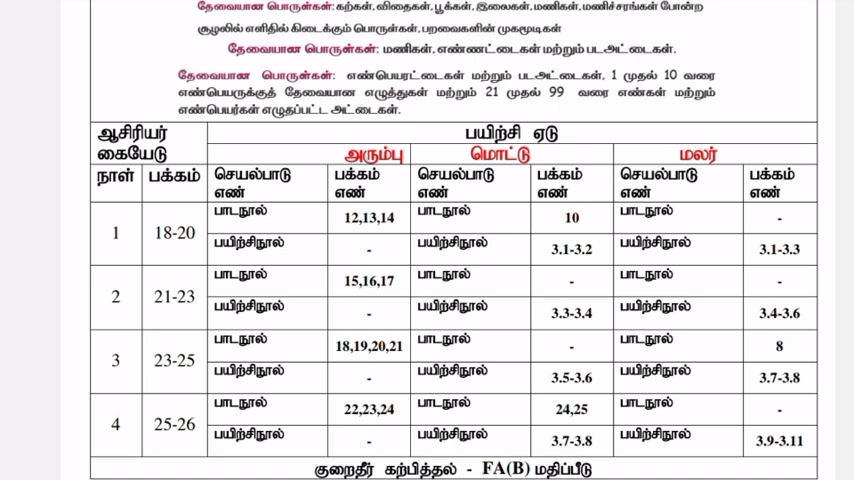 தேவையான பொருள்கள்: கற்கள், விதைகள், பூக்கள், இலைகள், மணிகள், மணிச்சரங்கள் போன்ற
சூழலில் எளிதில் கிடைக்கும் பொருள்கள், பறவைகளின் முகமூடிகள்
தேவையான பொருள்கள்: மணிகள், எண்ணட்டைகள் மற்றும் படஅட்டைகள்.
தேவையான பொருள்கள்: எண்பெயரட்டைகள் மற்றும் படஅட்டைகள், 1 முதல் 10 வரை
எண்பெயருக்குத் தேவையான எழுத்துகள் மற்றும் 21 முதல் 99 வரை எண்கள் மற்றும்
எண்பெயர்கள் எழுதப்பட்ட அட்டைகள்.
ஆசிரியர் கையேடு பயிற்சி ஏடு
அரும்பு மொட்டு மலர்
நாள் பக்கம் செயல்பாடு எண் பக்கம் எண் செயல்பாடு எண் பக்கம் எண் செயல்பாடு எண் பக்கம் எண்
1 18-20 பாடநூல் 12,13,14 பாடநூல் 10 பாடநூல் -
பயிற்சிநூல் - பயிற்சிநூல் 3.1-3.2 பயிற்சிநூல் 3.1-3.3
2 21-23 பாடநூல் 15,16,17 பாடநூல் - பாடநூல் -
பயிற்சிநூல் - பயிற்சிநூல் 3.3-3.4 பயிற்சிநூல் 3.4-3.6
3 23-25 பாடநூல் 18,19,20,21 பாடநூல் - பாடநூல் 8
பயிற்சிநூல் - பயிற்சிநூல் 3.5-3.6 பயிற்சிநூல் 3.7-3.8
4 25-26 பாடநூல் 22,23,24 பாடநூல் 24,25 பாடநூல் -
பயிற்சிநூல் - பயிற்சிநூல் 3.7-3.8 பயிற்சிநூல் 3.9-3.11
குறைதீர் கற்பித்தல் - FA(B) மதிப்பீடு